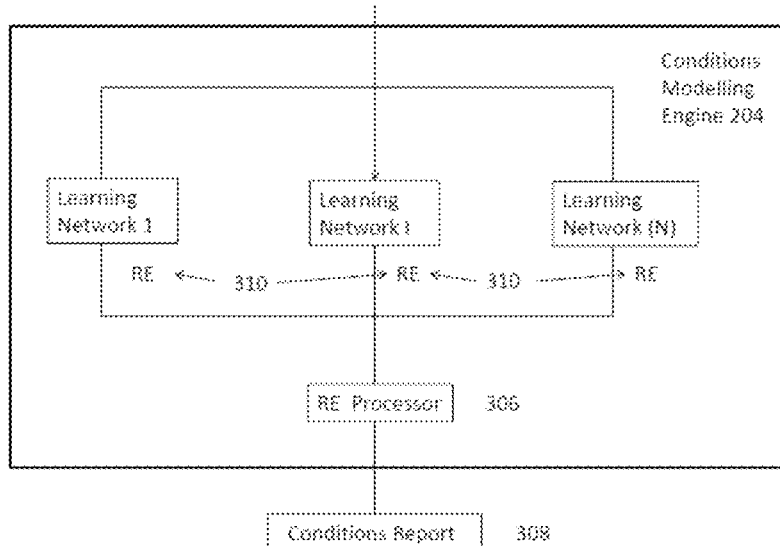 Conditions
Modelling
Engine 204
Learning
Network 1
Learning
Network I
Learning
Network (N)
RE 310 RE 310 RE
RE Processor 306
Conditions Report 308